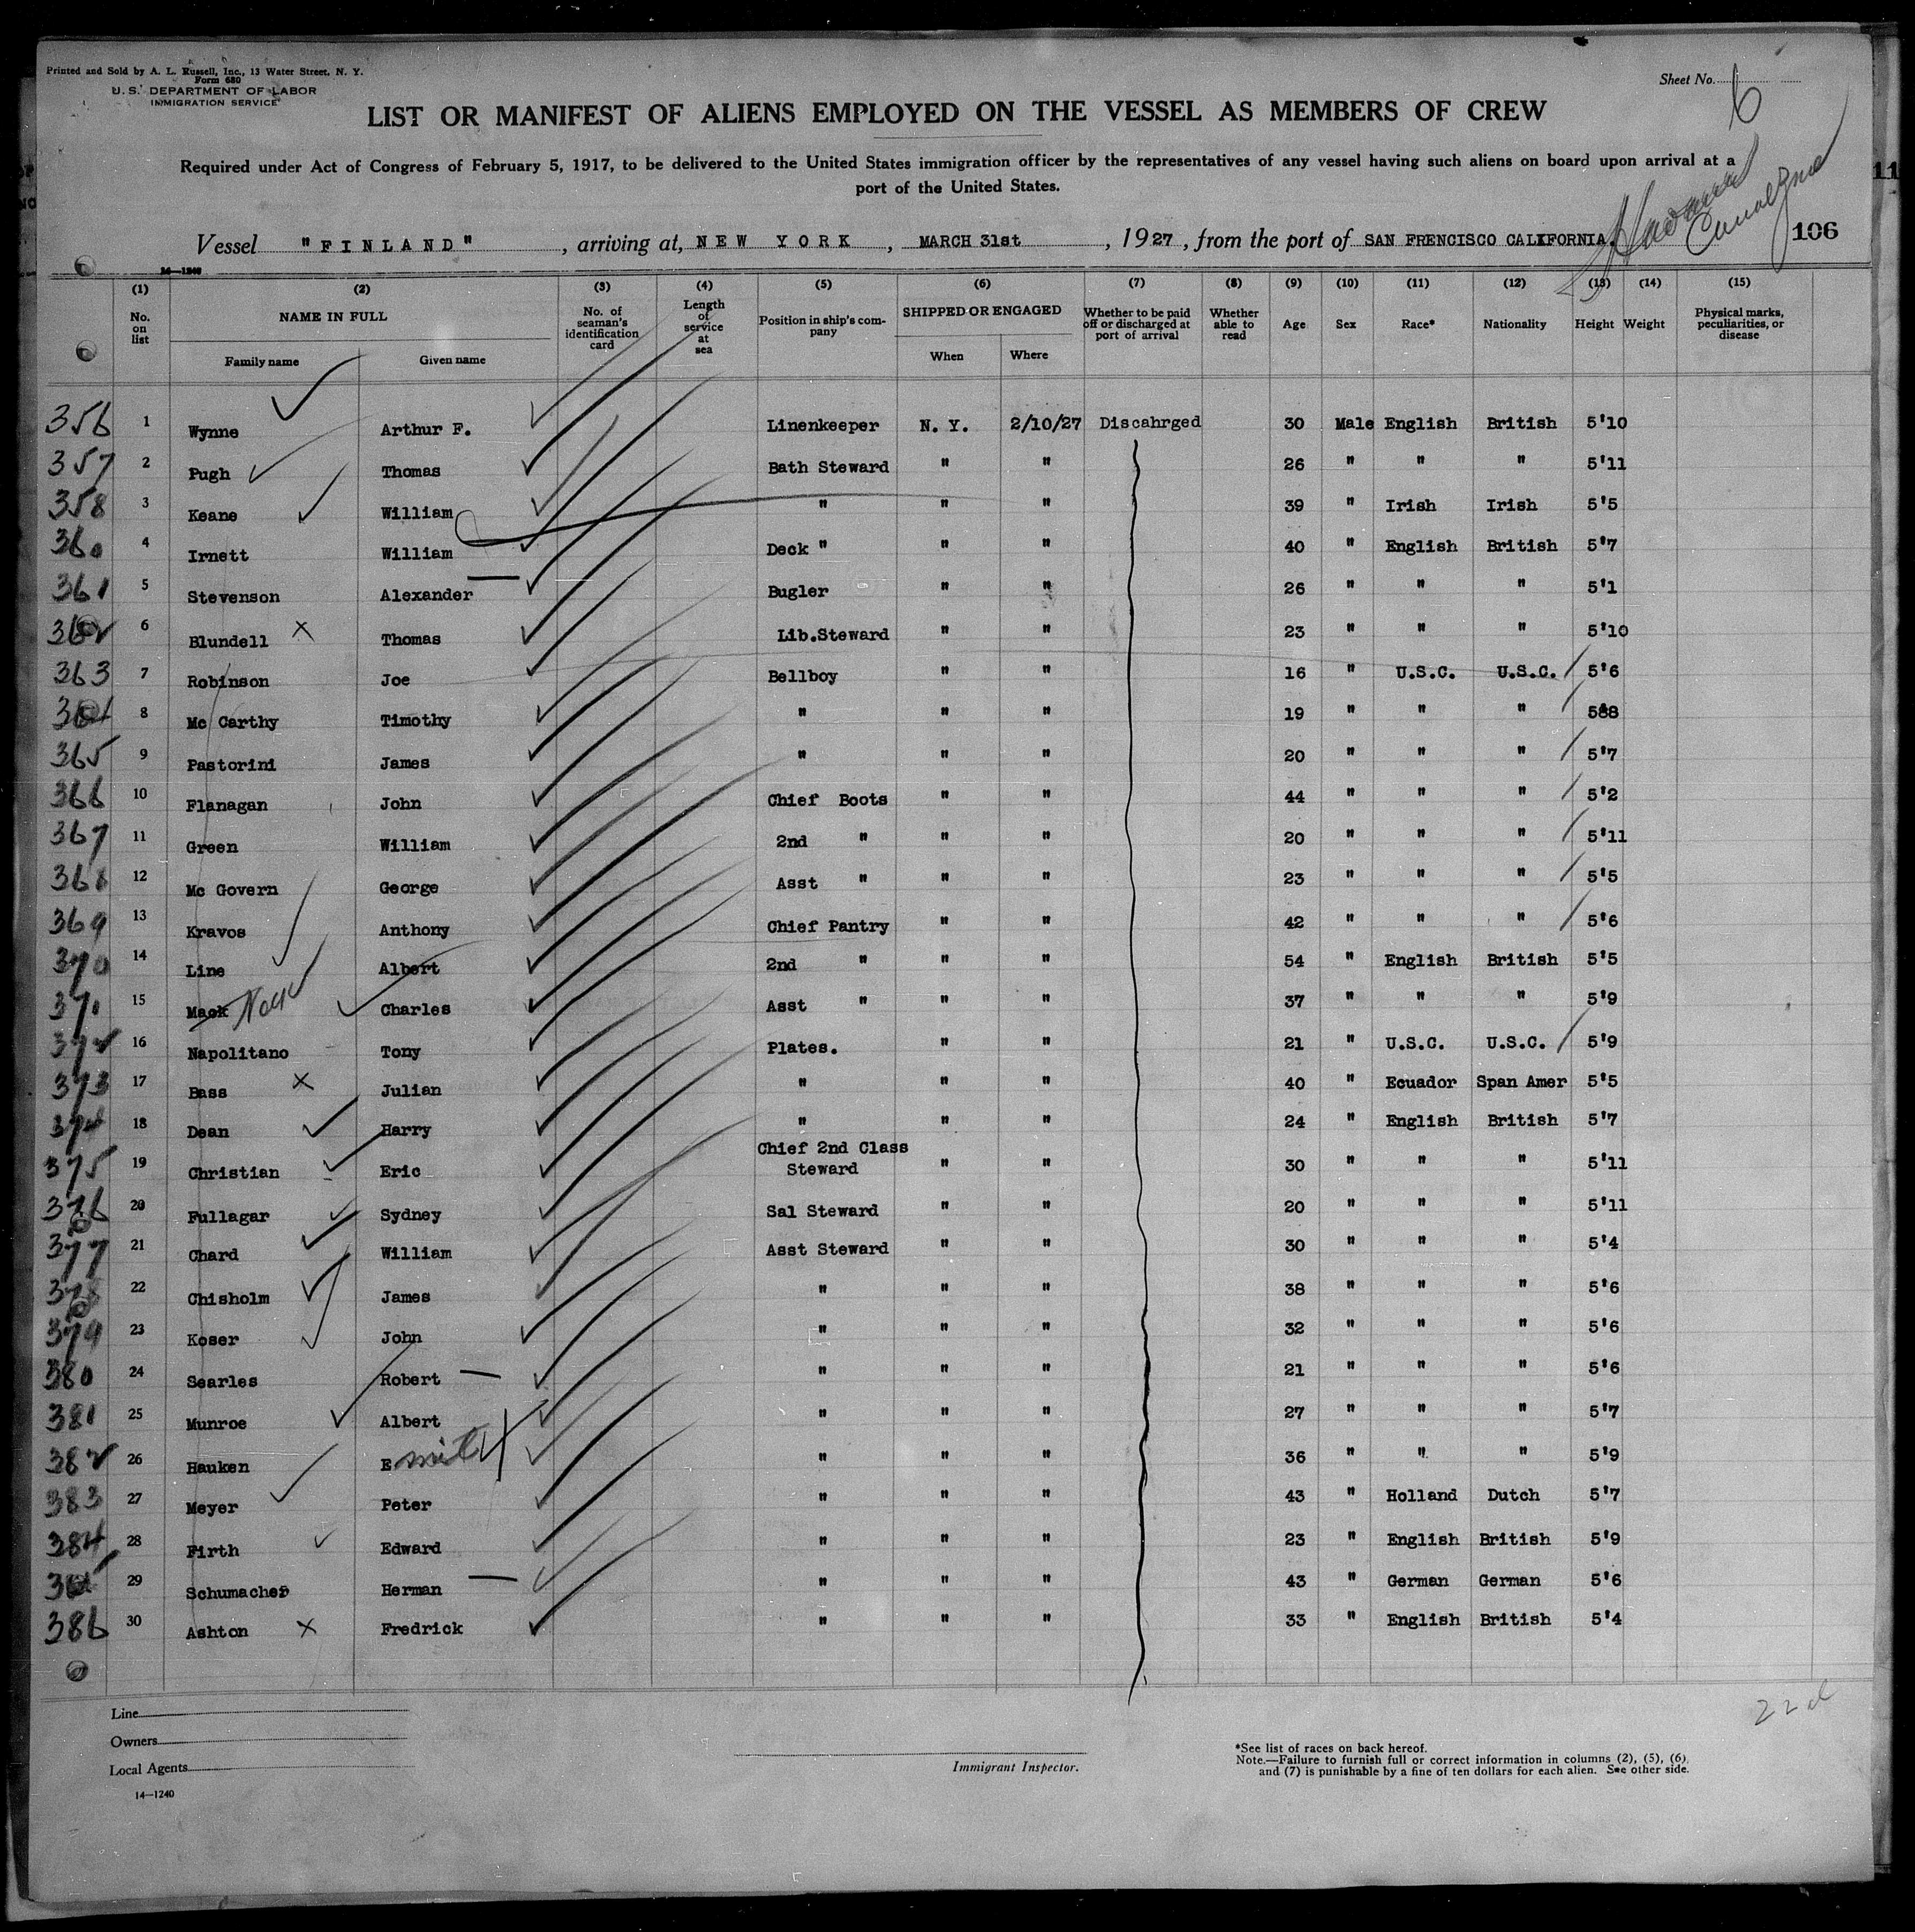 Printed and Sold by A. L. Russell, Inc., 13 Water Street, N. Y.
Form 680
U. S. DEPARTMENT OF LABOR
IMMIGRATION SERVICE
Sheet No. 6
LIST OR MANIFEST OF ALIENS EMPLOYED ON THE VESSEL AS MEMBERS OF CREW
Required under Act of Congress of February 5, 1917, to be delivered to the United States immigration officer by the representatives of any vessel having such aliens on board upon arrival at a
port of the United States.
Vessel "FINLAND", arriving at, NEW YORK, MARCH 31st, 1927, from the port of SAN FRENCISCO CALIFORNIA.
106
11
14—1240
(1) (2) (3) (4) (5) (6) (7) (8) (9) (10) (11) (12) (13) (14) (15)
No. on list NAME IN FULL Family name Given name No. of seaman's identification card Length of service at sea Position in ship's company SHIPPED OR ENGAGED When Where Whether to be paid off or discharged at port of arrival Whether able to read Age Sex Race* Nationality Height Weight Physical marks, peculiarities, or disease
356 1 Wynne Arthur F. Linenkeeper N. Y. 2/10/27 Discahrged 30 Male English British 5'10
357 2 Pugh Thomas Bath Steward " " 26 " " " 5'11
358 3 Keane William " " " 39 " Irish Irish 5'5
360 4 Irnett William Deck " " " 40 " English British 5'7
361 5 Stevenson Alexander Bugler " " 26 " " " 5'1
362 6 Blundell Thomas Lib.Steward " " 23 " " " 5'10
363 7 Robinson Joe Bellboy " " 16 " U.S.C. U.S.C. 5'6
364 8 Mc Carthy Timothy " " " 19 " " " 588
365 9 Pastorini James " " " 20 " " " 5'7
366 10 Flanagan John Chief Boots " " 44 " " " 5'2
367 11 Green William 2nd " " " 20 " " " 5'11
368 12 Mc Govern George Asst " " " 23 " " " 5'5
369 13 Kravos Anthony Chief Pantry " " 42 " " " 5'6
370 14 Line Albert 2nd " " " 54 " English British 5'5
371 15 Mack Charles Asst " " " 37 " " " 5'9
372 16 Napolitano Tony Plates. " " 21 " U.S.C. U.S.C. 5'9
373 17 Bass Julian " " " 40 " Ecuador Span Amer 5'5
374 18 Dean Harry " " " 24 " English British 5'7
375 19 Christian Eric Chief 2nd Class Steward " " 30 " " " 5'11
376 20 Fullagar Sydney Sal Steward " " 20 " " " 5'11
377 21 Chard William Asst Steward " " 30 " " " 5'4
378 22 Chisholm James " " " 38 " " " 5'6
379 23 Koser John " " " 32 " " " 5'6
380 24 Searles Robert " " " 21 " " " 5'6
381 25 Munroe Albert " " " 27 " " " 5'7
382 26 Hauken E " " " 36 " " " 5'9
383 27 Meyer Peter " " " 43 " Holland Dutch 5'7
384 28 Firth Edward " " " 23 " English British 5'9
385 29 Schumacher Herman " " " 43 " German German 5'6
386 30 Ashton Fredrick " " " 33 " English British 5'4
22d
Line
Owners
Local Agents
14—1240
Immigrant Inspector.
*See list of races on back hereof.
Note.—Failure to furnish full or correct information in columns (2), (5), (6),
and (7) is punishable by a fine of ten dollars for each alien. See other side.